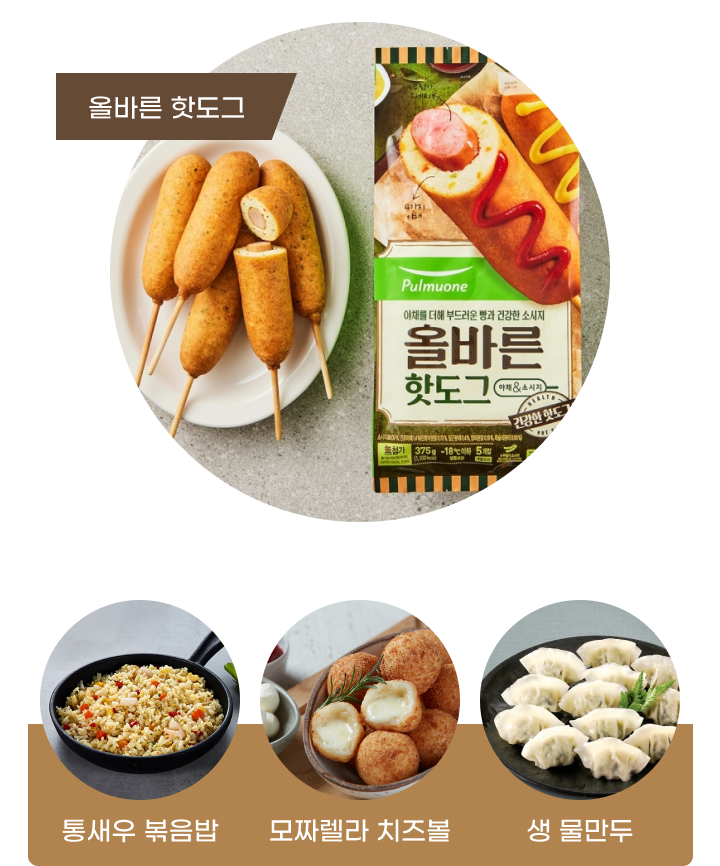 올바른 핫도그
Pulmuone
야채를 더해 부드러운 빵과 건강한 소시지
올바른
핫도그
야채&소시지
HEALTH
건강한 핫도그
無첨가
375g
-18℃이하
5개입
통새우 볶음밥
모짜렐라 치즈볼
생 물만두